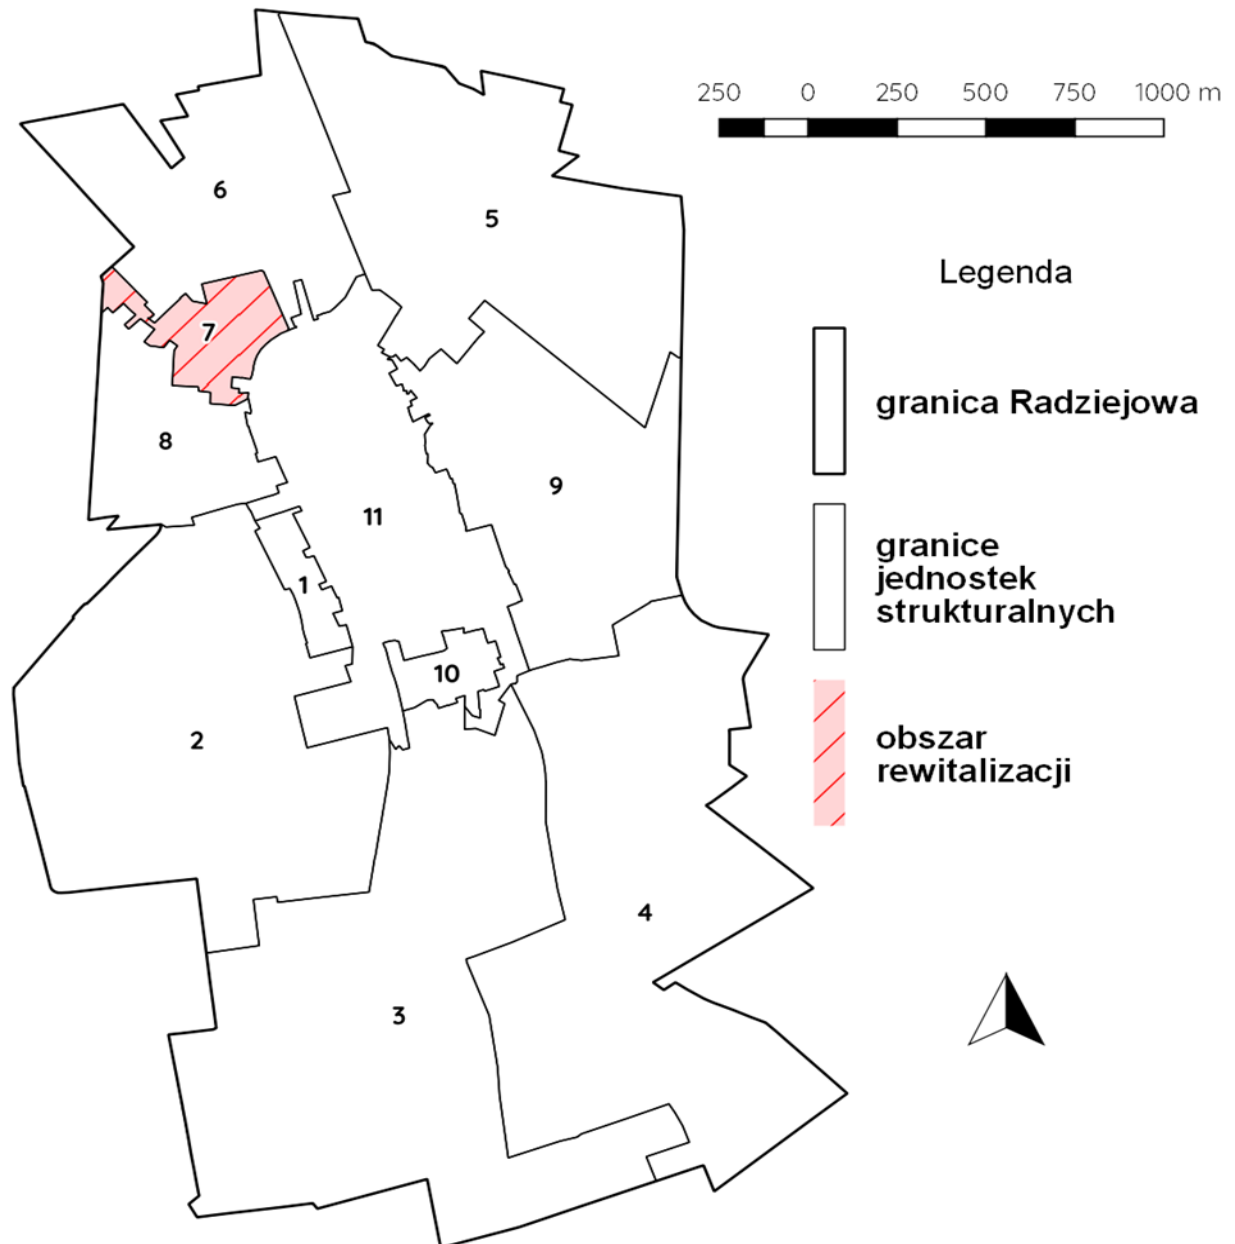 250 0 250 500 750 1000 m
6
5
Legenda
7
granica Radziejowa
8
9
11
granice
jednostek
strukturalnych
1
10
2
obszar
rewitalizacji
4
3